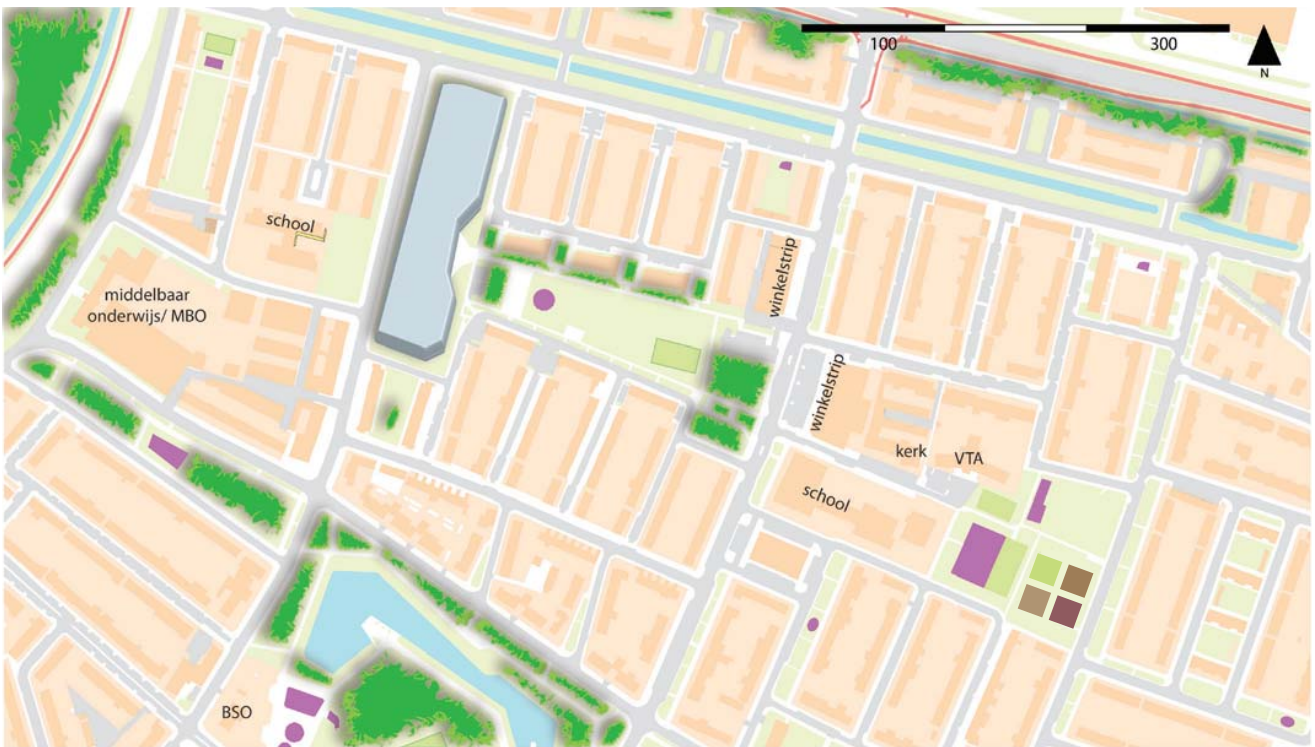 100
300
N
school
middelbaar
onderwijs/ MBO
winkelstrip
winkelstrip
kerk
VTA
school
BSO